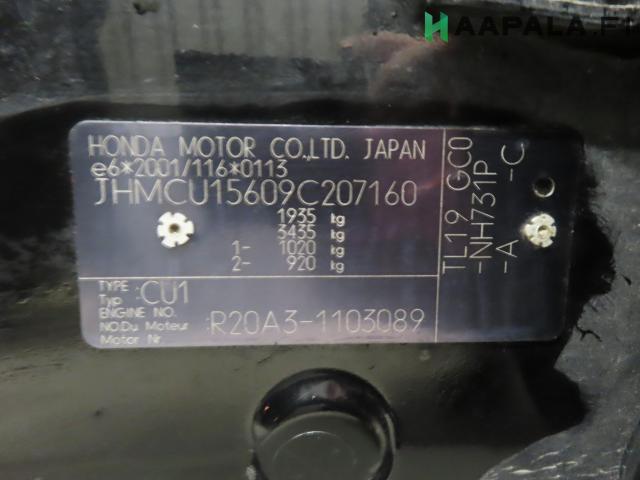 HAAPALA.FI
HONDA MOTOR CO.,LTD. JAPAN
e6*2001/116*0113
JHMCU15609C207160
1935 kg
3435 kg
1- 1020 kg
2- 920 kg
TYPE
Typ :CU1
ENGINE NO.
NO.Du Moteur :R20A3-1103089
Motor Nr
TL19 GC0 -C
-NH731P
-A